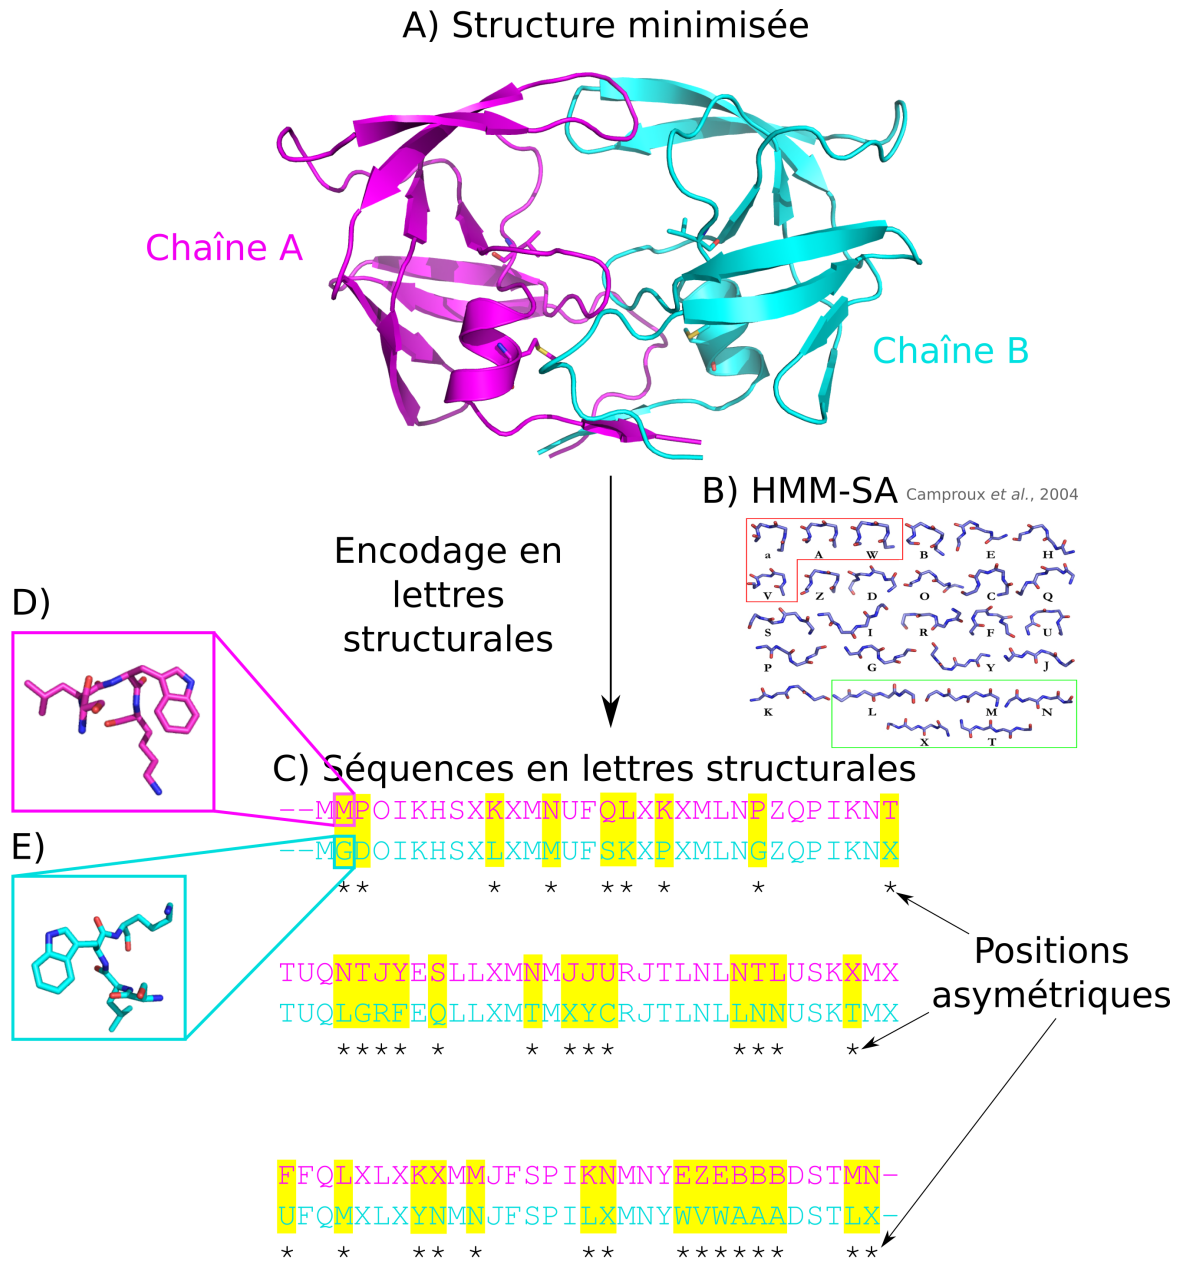 A) Structure minimisée
Chaîne A
Chaîne B
B) HMM-SA Camproux et al., 2004
a A W B E H
V Z D O C Q
S I R F U
P G Y J
K L M N
X T
Encodage en
lettres
structurales
D)
E)
C) Séquences en lettres structurales
--MMPOIKHSXKXMNUFQLXKXMLNPZQPIKNT
--MGDOIKHSXLXMMUFSKXPXMLNGZQPIKNX
** * * ** * * *
Positions
asymétriques
TUQNTJYESLLXMNMJJURJTLNLNTLUSKXMX
TUQLGRFEQLLXMTMXYCRJTLNLLNNUSKTMX
**** * * *** *** *
FFQLXLXKXMMJFSPIKNMNYEZEBBBDSTMN-
UFQMXLXYNMNJFSPILXMNYWVWAAADSTLX-
* * ** * ** ****** **